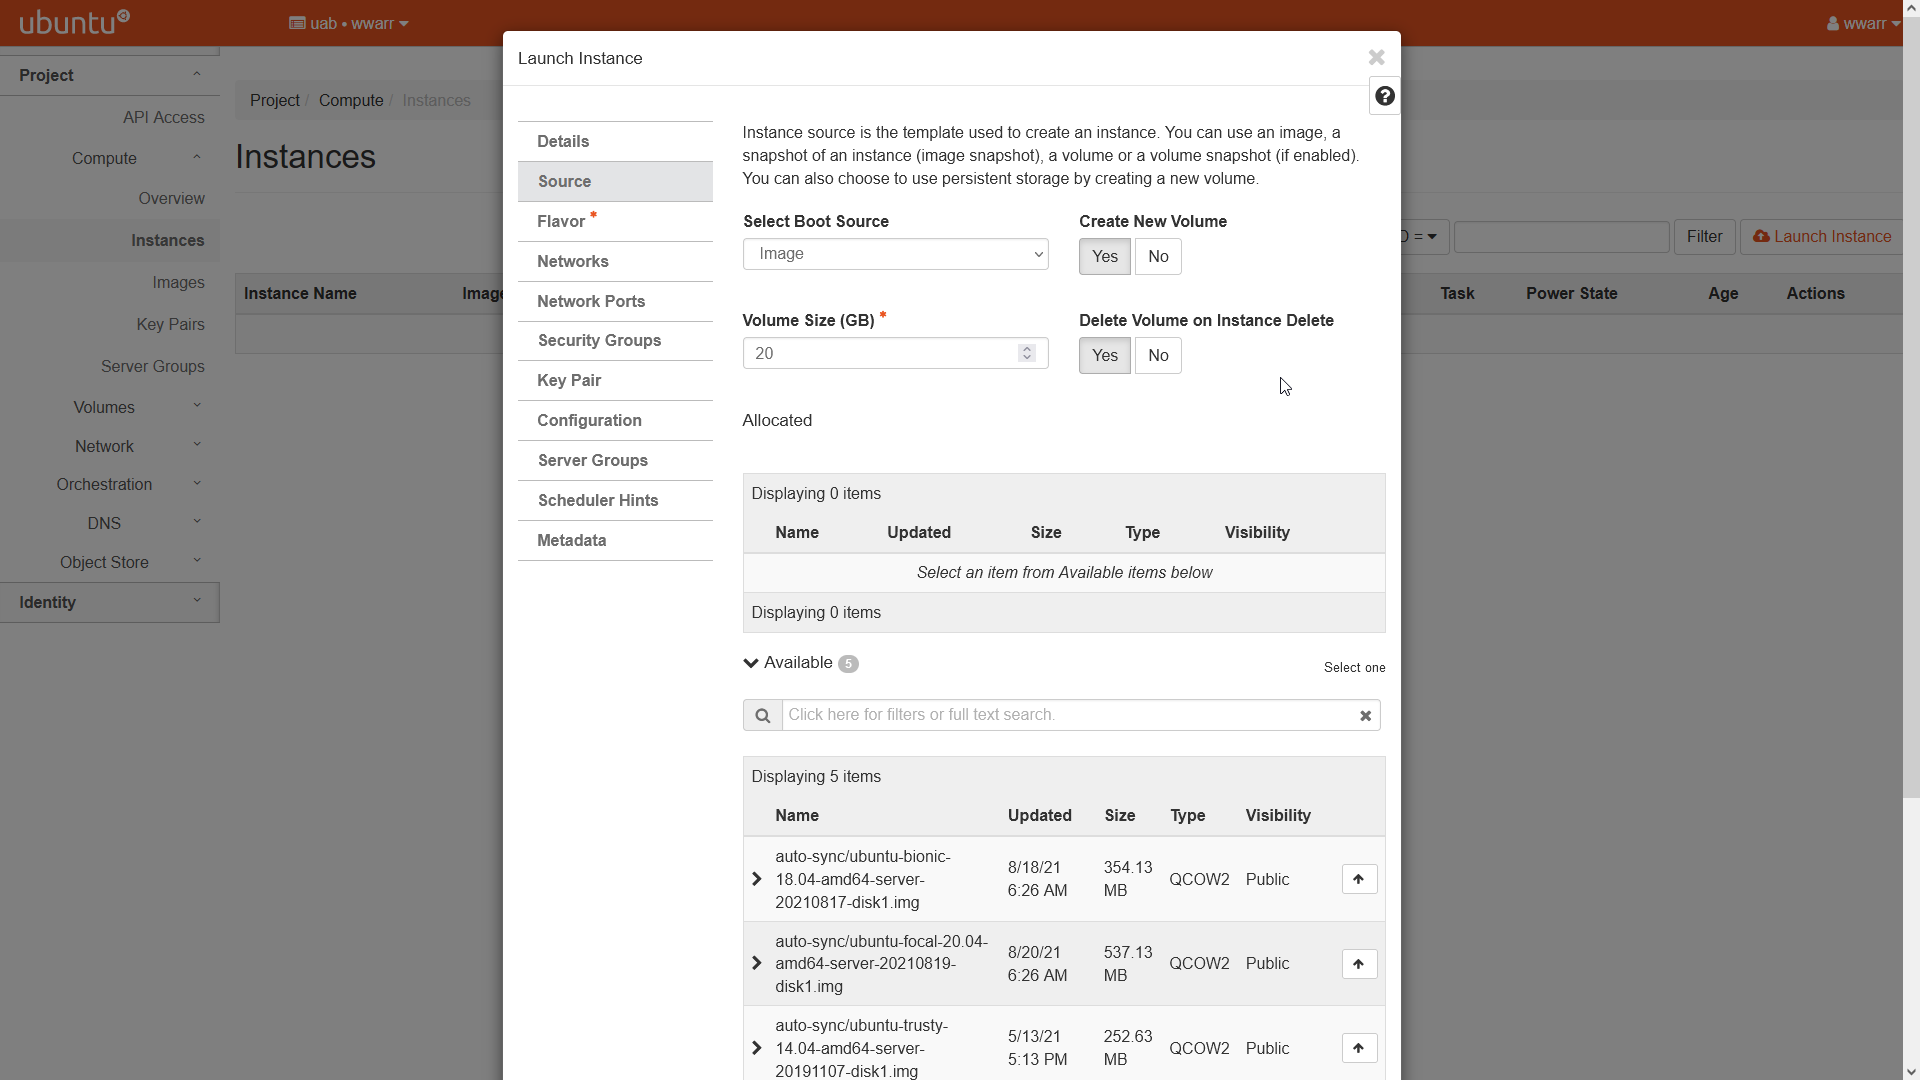 ubuntu
uab • wwarr
wwarr
Project
API Access
Compute
Overview
Instances
Images
Key Pairs
Server Groups
Volumes
Network
Orchestration
DNS
Object Store
Identity
Project / Compute / Instances
Instances
=
Filter
Launch Instance
Instance Name
Task
Power State
Age
Actions
Launch Instance
Details
Source
Flavor *
Networks
Network Ports
Security Groups
Key Pair
Configuration
Server Groups
Scheduler Hints
Metadata
Instance source is the template used to create an instance. You can use an image, a
snapshot of an instance (image snapshot), a volume or a volume snapshot (if enabled).
You can also choose to use persistent storage by creating a new volume.
Select Boot Source
Image
Create New Volume
Yes No
Volume Size (GB) *
20
Delete Volume on Instance Delete
Yes No
Allocated
Displaying 0 items
Name Updated Size Type Visibility
Select an item from Available items below
Displaying 0 items
Available 5
Select one
Click here for filters or full text search.
Displaying 5 items
Name Updated Size Type Visibility
auto-sync/ubuntu-bionic-
18.04-amd64-server-
20210817-disk1.img
8/18/21
6:26 AM
354.13
MB
QCOW2
Public
auto-sync/ubuntu-focal-20.04-
amd64-server-20210819-
disk1.img
8/20/21
6:26 AM
537.13
MB
QCOW2
Public
auto-sync/ubuntu-trusty-
14.04-amd64-server-
20191107-disk1.img
5/13/21
5:13 PM
252.63
MB
QCOW2
Public